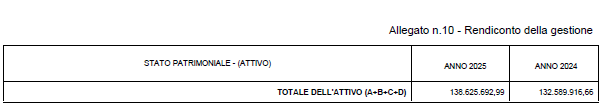 Allegato n.10 - Rendiconto della gestione
STATO PATRIMONIALE - (ATTIVO) ANNO 2025 ANNO 2024
TOTALE DELL'ATTIVO (A+B+C+D) 138.625.692,99 132.589.916,66